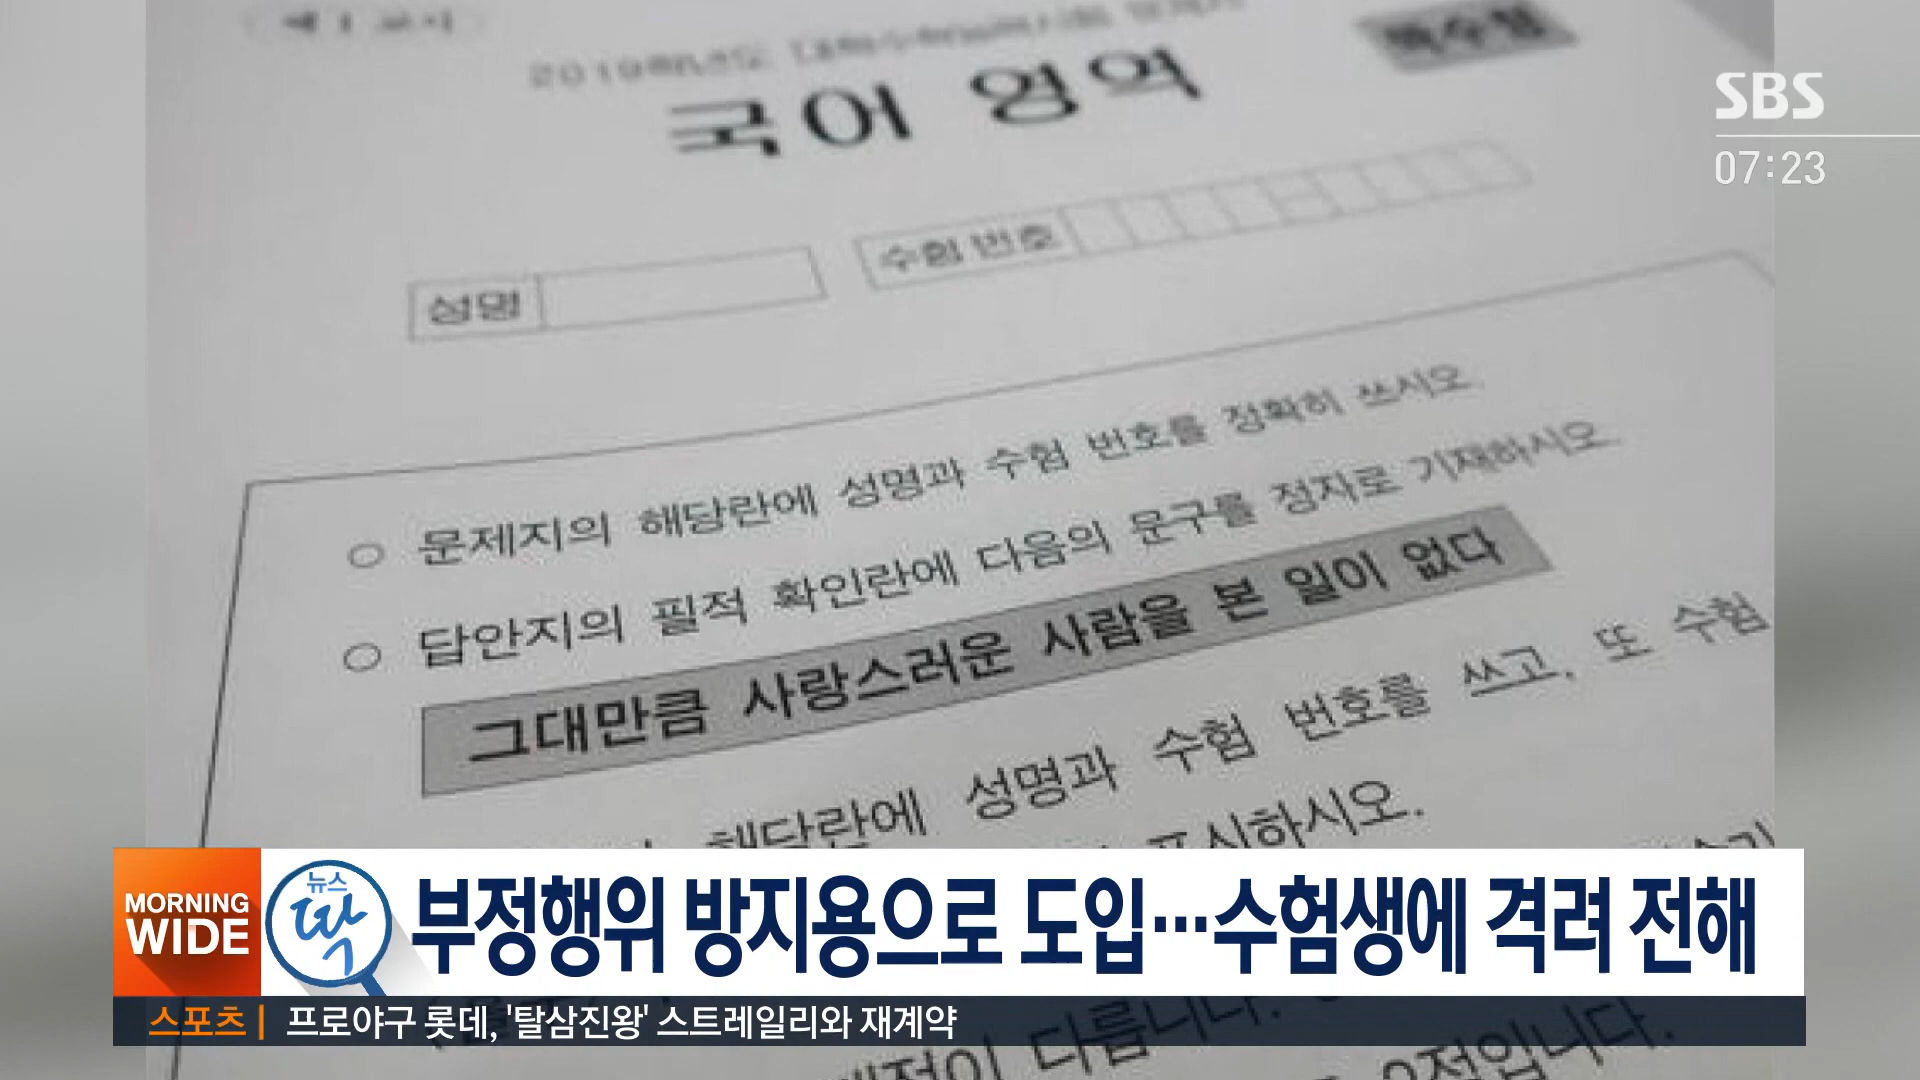 국어 영역
SBS
07:23
성명
수험 번호
○ 문제지의 해당란에 성명과 수험 번호를 정확히 쓰시오.
○ 답안지의 필적 확인란에 다음의 문구를 정자로 기재하시오.
그대만큼 사랑스러운 사람을 본 일이 없다
해당란에 성명과 수험 번호를 쓰고, 또 수험
표시하시오.
MORNING
WIDE
뉴스
딱
부정행위 방지용으로 도입…수험생에 격려 전해
스포츠 | 프로야구 롯데, '탈삼진왕' 스트레일리와 재계약
다릅니다.